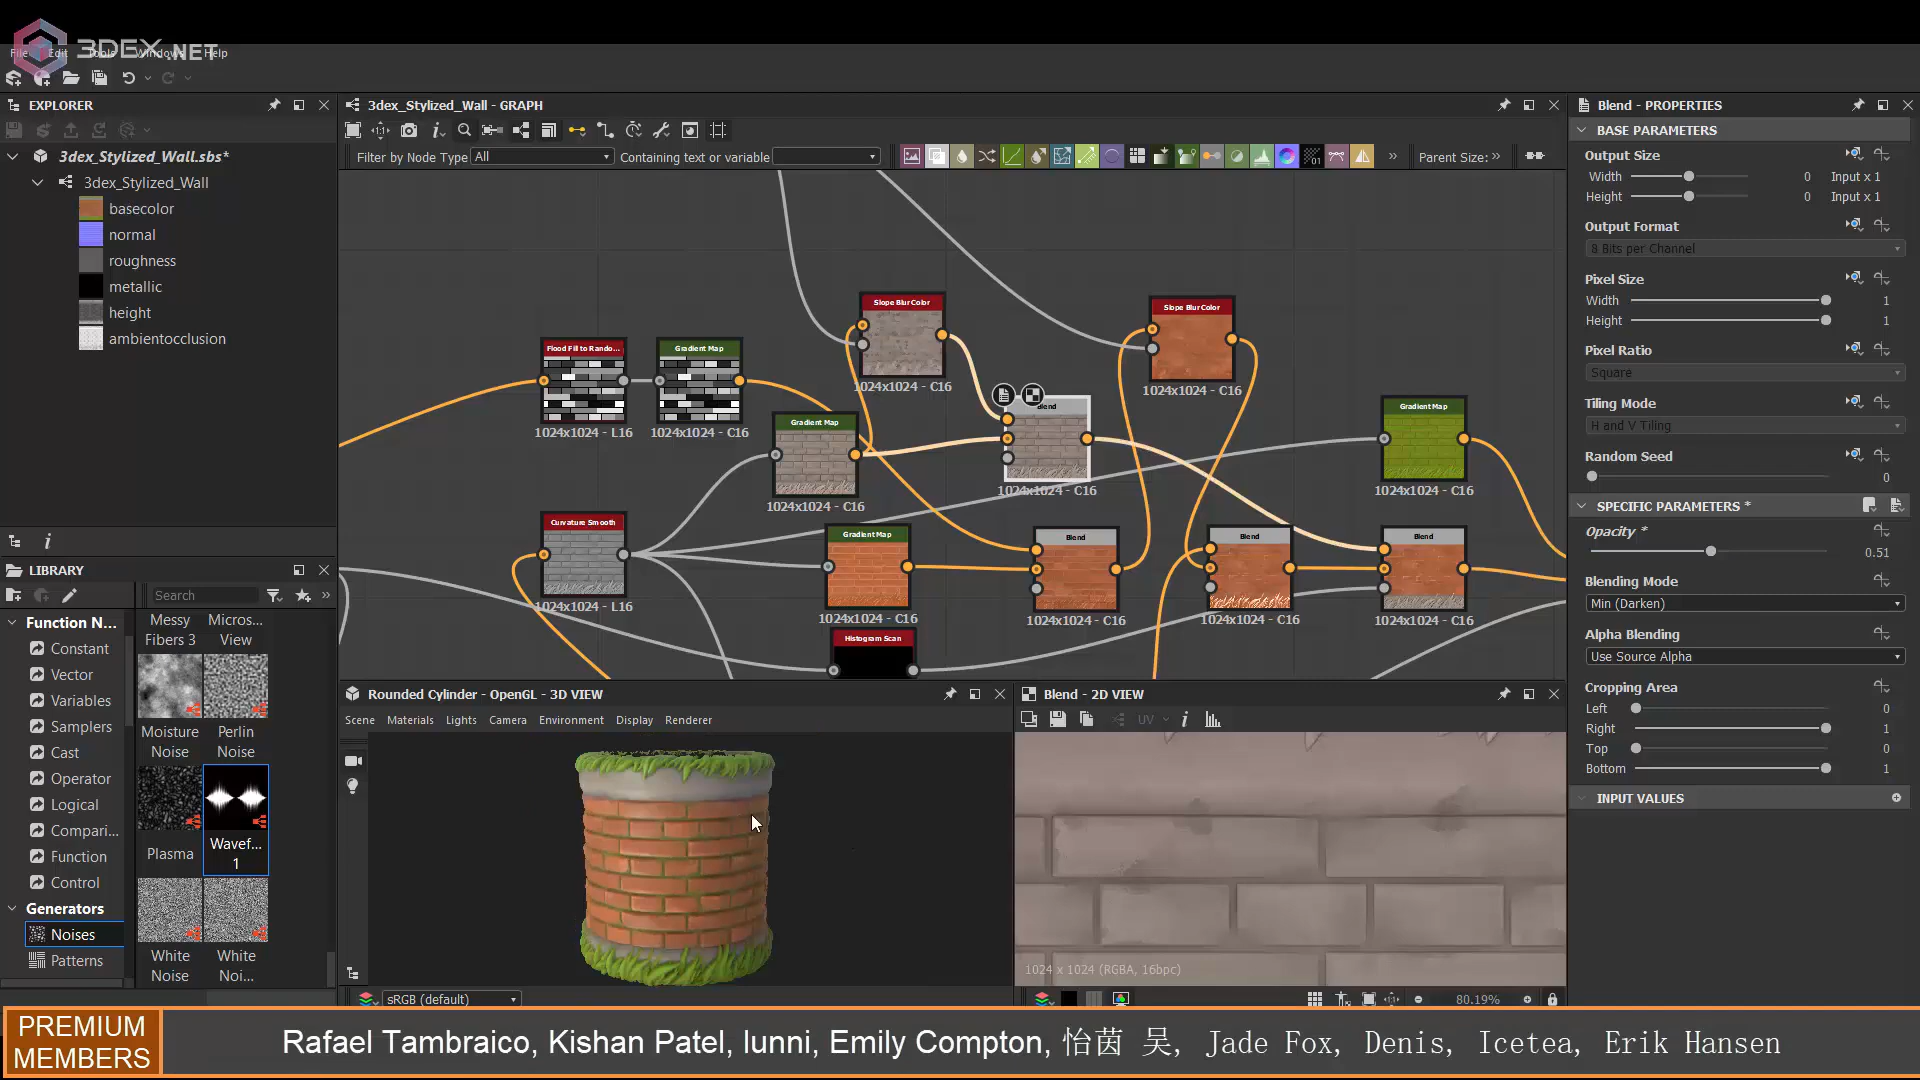 3DEX.NET
File Edit Tools Windows Help
EXPLORER
3dex_Stylized_Wall.sbs*
3dex_Stylized_Wall
basecolor
normal
roughness
metallic
height
ambientocclusion
LIBRARY
Search
Function N...
Constant
Vector
Variables
Samplers
Cast
Operator
Logical
Compari...
Function
Control
Generators
Noises
Patterns
Messy Fibers 3
Micros... View
Moisture Noise
Perlin Noise
Plasma
Wavef... 1
White Noise
White Noi...
3dex_Stylized_Wall - GRAPH
Filter by Node Type All Containing text or variable
Parent Size:
Slope Blur Color
1024x1024 - C16
Slope Blur Color
1024x1024 - C16
Flood Fill to Rando...
1024x1024 - L16
Gradient Map
1024x1024 - C16
Gradient Map
1024x1024 - C16
Blend
1024x1024 - C16
Gradient Map
1024x1024 - C16
Curvature Smooth
1024x1024 - L16
Gradient Map
1024x1024 - C16
Blend
1024x1024 - C16
Blend
1024x1024 - C16
Blend
1024x1024 - C16
Histogram Scan
Rounded Cylinder - OpenGL - 3D VIEW
Scene Materials Lights Camera Environment Display Renderer
sRGB (default)
Blend - 2D VIEW
UV
1024 x 1024 (RGBA, 16bpc)
80.19%
Blend - PROPERTIES
BASE PARAMETERS
Output Size
Width 0 Input x 1
Height 0 Input x 1
Output Format
8 Bits per Channel
Pixel Size
Width 1
Height 1
Pixel Ratio
Square
Tiling Mode
H and V Tiling
Random Seed
0
SPECIFIC PARAMETERS *
Opacity *
0.51
Blending Mode
Min (Darken)
Alpha Blending
Use Source Alpha
Cropping Area
Left 0
Right 1
Top 0
Bottom 1
INPUT VALUES
PREMIUM
MEMBERS
Rafael Tambraico, Kishan Patel, lunni, Emily Compton, 怡茵 吴, Jade Fox, Denis, Icetea, Erik Hansen